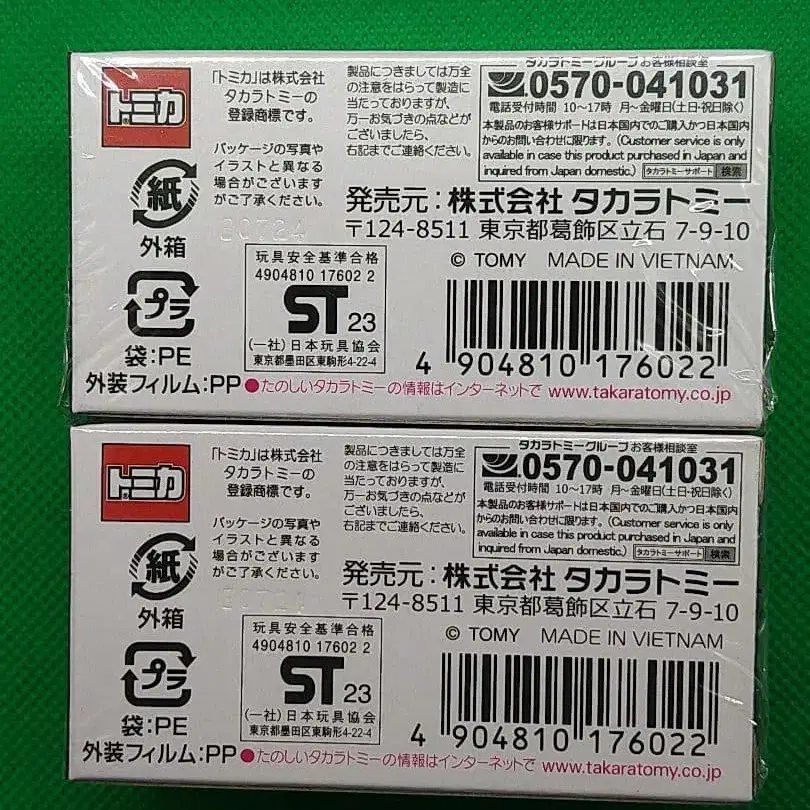 トミカ
「トミカ」は株式会社
タカラトミーの
登録商標です。
パッケージの写真や
イラストと異なる
場合がございます
がご了承ください。
製品につきましては万全
の注意をはらって製造に
当たっておりますが、
万一お気づきの点などが
ございましたら、
右記までご連絡ください。
タカラトミーグループお客様相談室
0570-041031
電話受付時間 10〜17時 月〜金曜日(土・日・祝日除く)
本製品のお客様サポートは日本国内でのご購入かつ日本国内
からのお問い合わせに限ります。(Customer service is only
available in case this product purchased in Japan and
inquired from Japan domestic.) タカラトミーサポート 検索
発売元:株式会社 タカラトミー
〒124-8511 東京都葛飾区立石 7-9-10
© TOMY MADE IN VIETNAM
紙
外箱
プラ
袋:PE
外装フィルム:PP
玩具安全基準合格
4904810 17602 2
ST 23
(一社)日本玩具協会
東京都墨田区東駒形4-22-4
4 904810 176022
●たのしいタカラトミーの情報はインターネットで www.takaratomy.co.jp
トミカ
「トミカ」は株式会社
タカラトミーの
登録商標です。
パッケージの写真や
イラストと異なる
場合がございます
がご了承ください。
製品につきましては万全
の注意をはらって製造に
当たっておりますが、
万一お気づきの点などが
ございましたら、
右記までご連絡ください。
タカラトミーグループお客様相談室
0570-041031
電話受付時間 10〜17時 月〜金曜日(土・日・祝日除く)
本製品のお客様サポートは日本国内でのご購入かつ日本国内
からのお問い合わせに限ります。(Customer service is only
available in case this product purchased in Japan and
inquired from Japan domestic.) タカラトミーサポート 検索
発売元:株式会社 タカラトミー
〒124-8511 東京都葛飾区立石 7-9-10
© TOMY MADE IN VIETNAM
紙
外箱
プラ
袋:PE
外装フィルム:PP
玩具安全基準合格
4904810 17602 2
ST 23
(一社)日本玩具協会
東京都墨田区東駒形4-22-4
4 904810 176022
●たのしいタカラトミーの情報はインターネットで www.takaratomy.co.jp